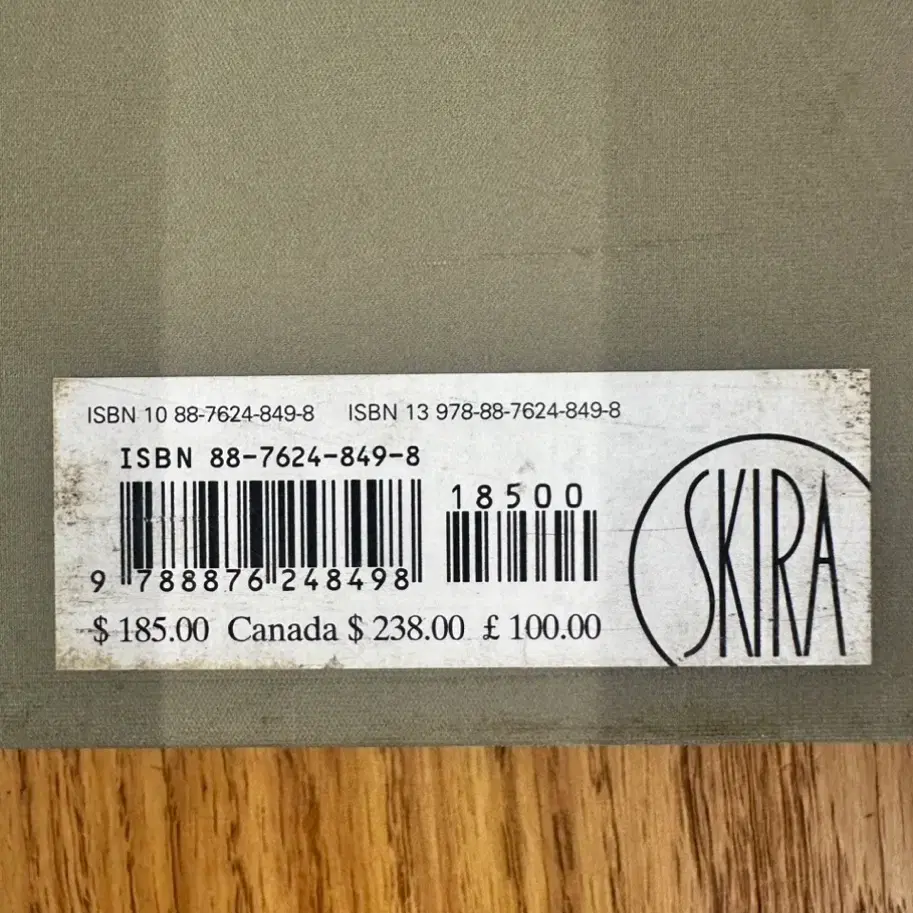 ISBN 10 88-7624-849-8 ISBN 13 978-88-7624-849-8
ISBN 88-7624-849-8
18500
9 788876 248498
$ 185.00 Canada $ 238.00 £ 100.00
SKIRA